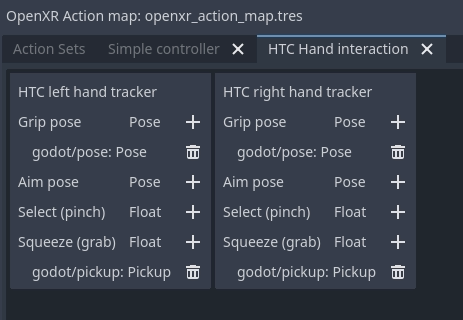 OpenXR Action map: openxr_action_map.tres
Action Sets Simple controller HTC Hand interaction
HTC left hand tracker
Grip pose Pose
godot/pose: Pose
Aim pose Pose
Select (pinch) Float
Squeeze (grab) Float
godot/pickup: Pickup
HTC right hand tracker
Grip pose Pose
godot/pose: Pose
Aim pose Pose
Select (pinch) Float
Squeeze (grab) Float
godot/pickup: Pickup